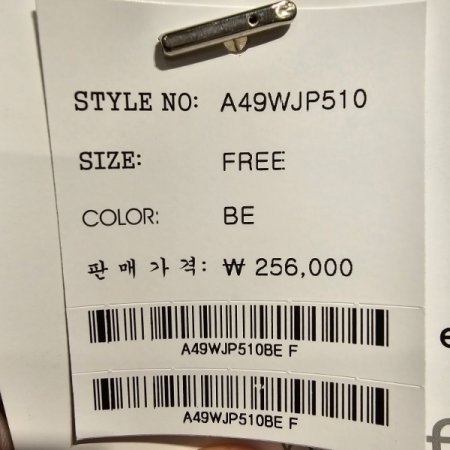 STYLE NO: A49WJP510
SIZE: FREE
COLOR: BE
판매가격: ₩ 256,000
A49WJP510BE F
A49WJP510BE F